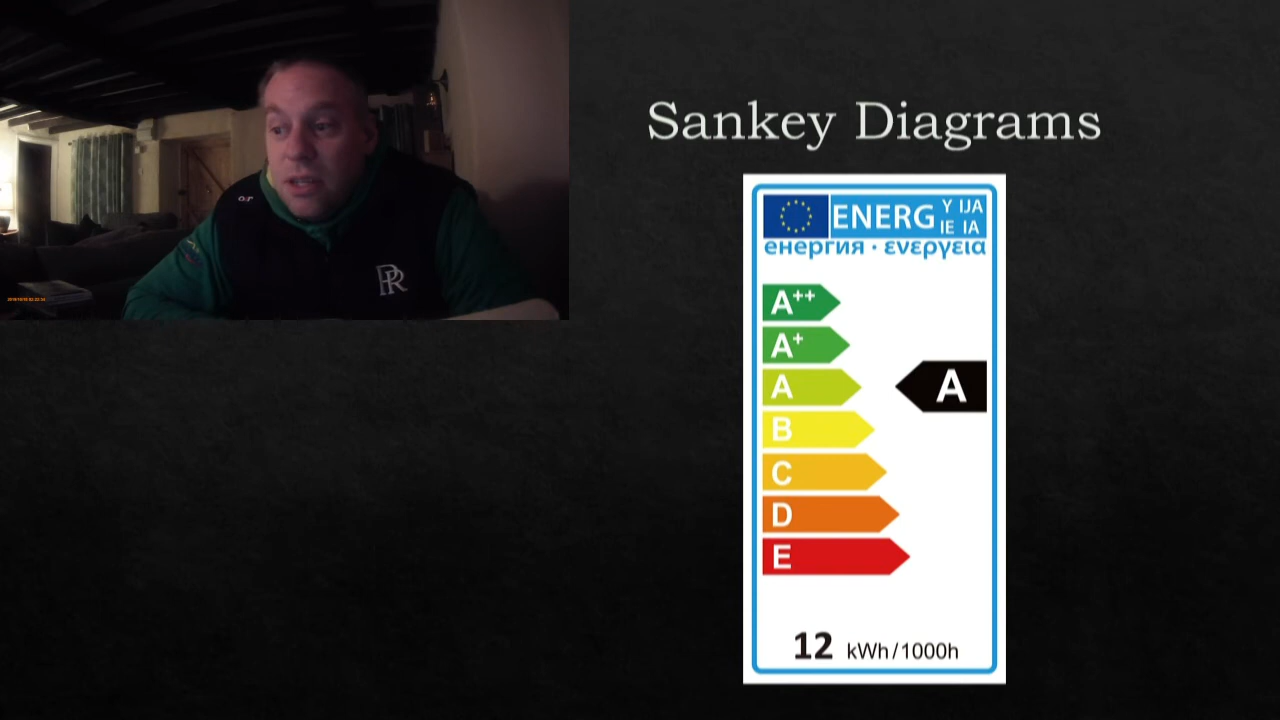 Sankey Diagrams
ENERG Y IJA
IE IA
енергия · ενεργεια
A++
A+
A
A
B
C
D
E
12 kWh/1000h